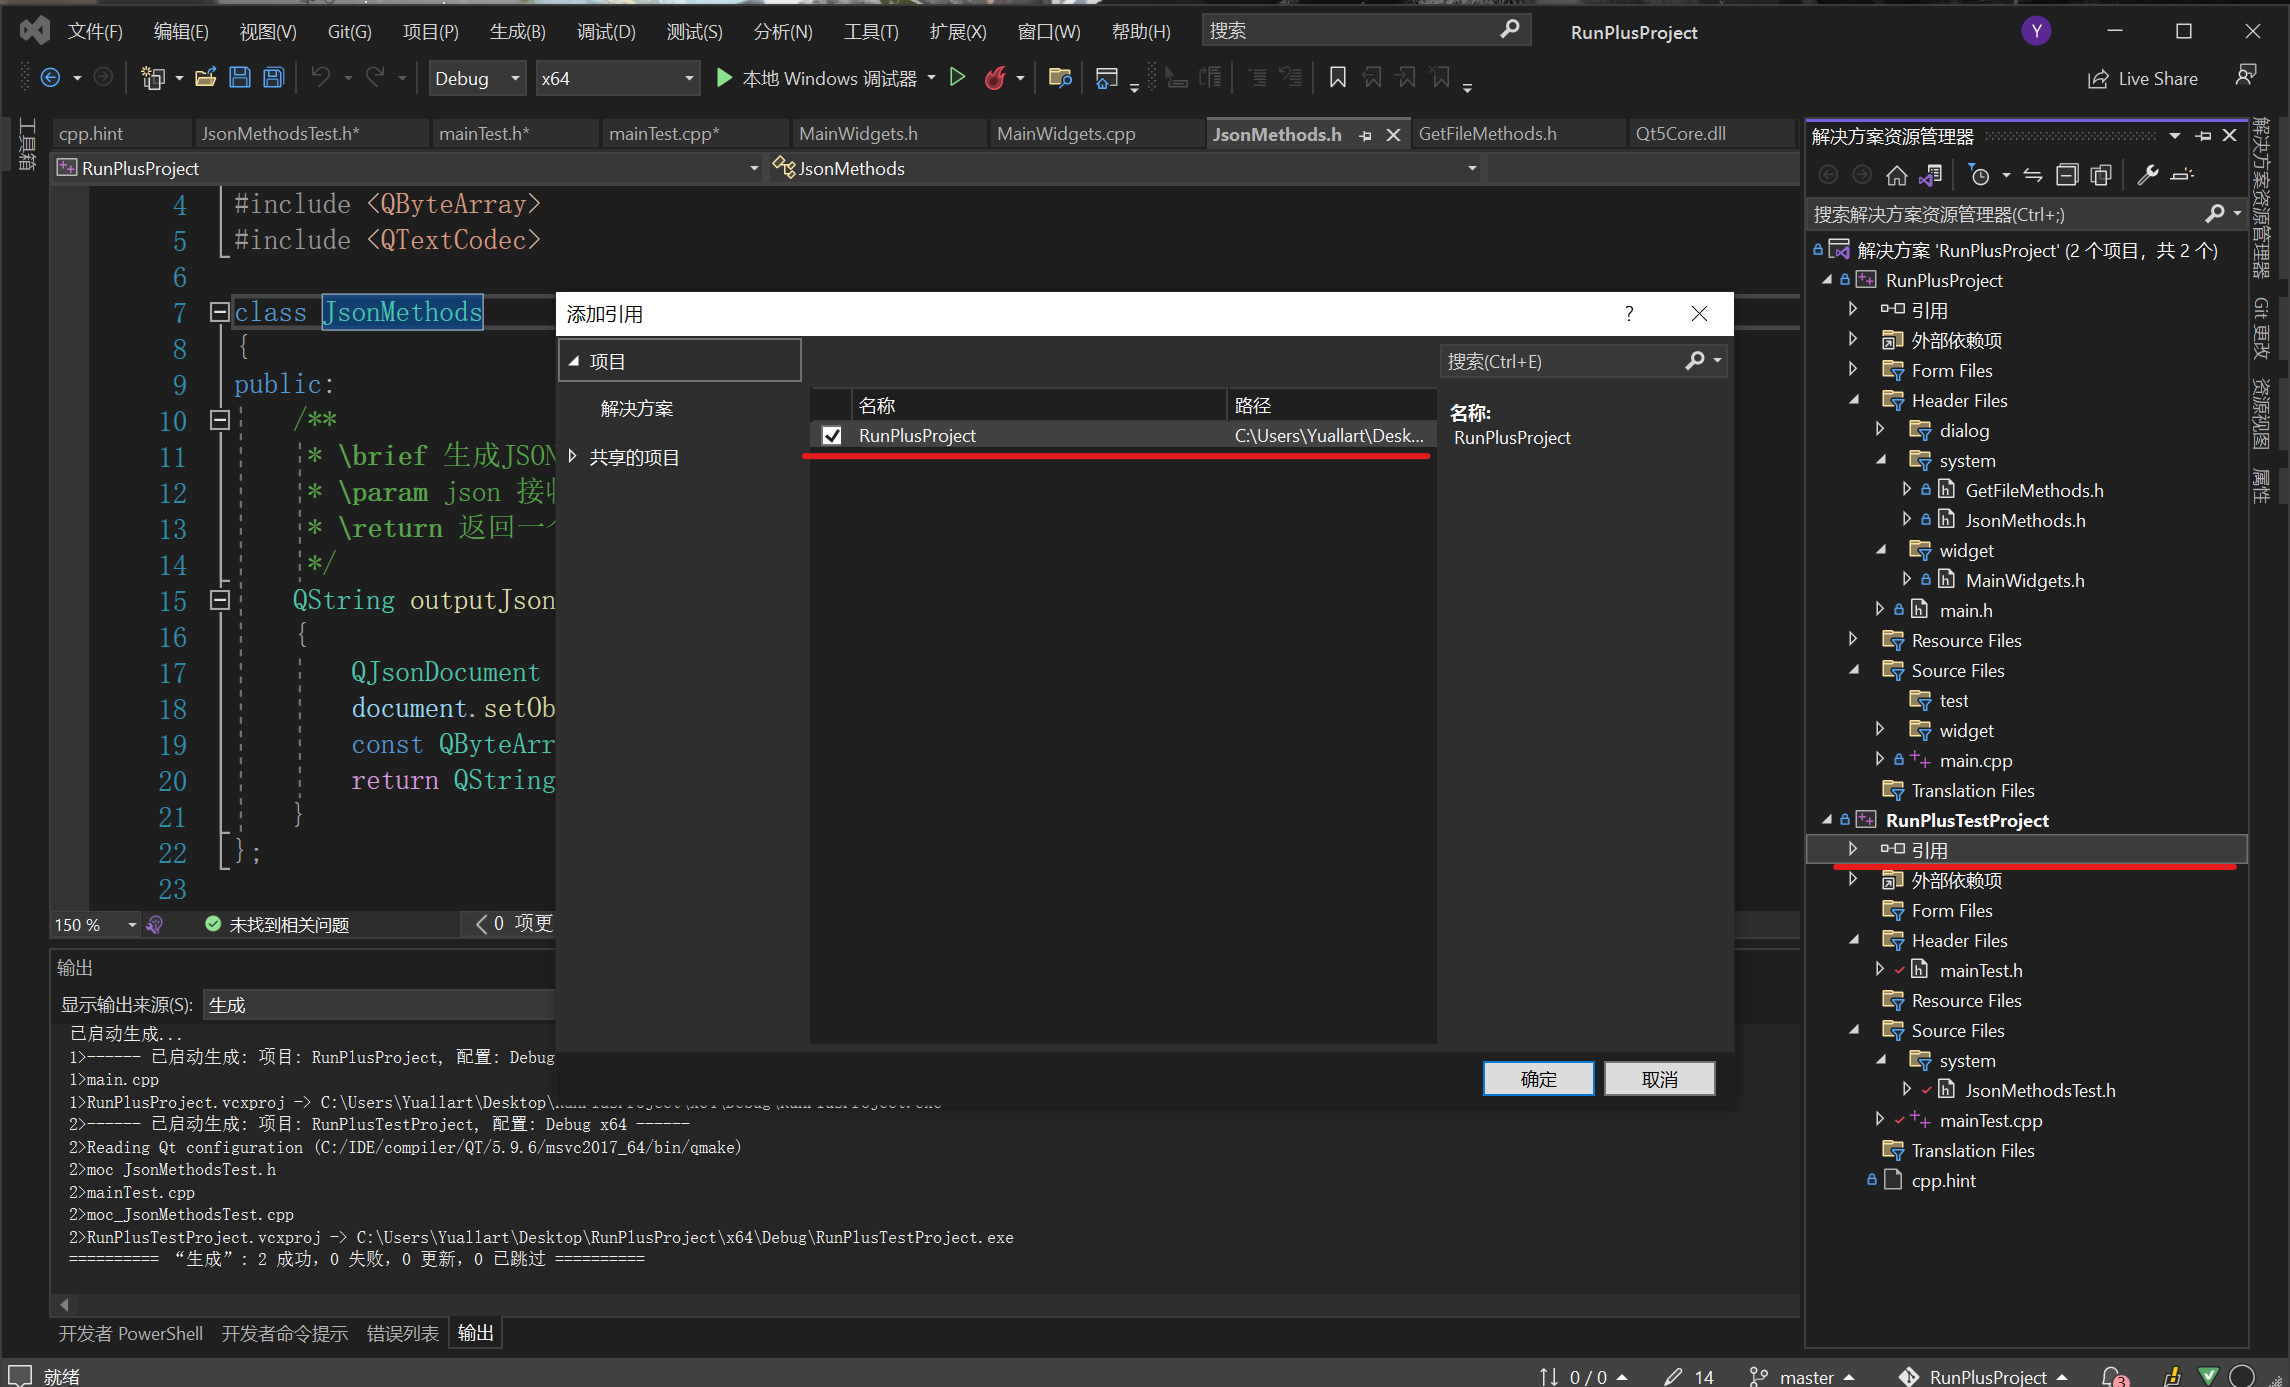 文件(F) 编辑(E) 视图(V) Git(G) 项目(P) 生成(B) 调试(D) 测试(S) 分析(N) 工具(T) 扩展(X) 窗口(W) 帮助(H) 搜索 RunPlusProject Y
Debug x64 本地 Windows 调试器 Live Share
工具箱
cpp.hint JsonMethodsTest.h* mainTest.h* mainTest.cpp* MainWidgets.h MainWidgets.cpp JsonMethods.h GetFileMethods.h Qt5Core.dll
RunPlusProject JsonMethods
4 #include <QByteArray>
5 #include <QTextCodec>
6
7 class JsonMethods
8 {
9 public:
10 /**
11 * \brief 生成JSON
12 * \param json 接收
13 * \return 返回一个
14 */
15 QString outputJson
16 {
17 QJsonDocument
18 document.setOb
19 const QByteArr
20 return QString
21 }
22 };
23
150 % 未找到相关问题 0 项更
添加引用 ?
项目
解决方案
共享的项目
搜索(Ctrl+E)
名称 路径
RunPlusProject C:\Users\Yuallart\Desk...
名称:
RunPlusProject
确定 取消
输出
显示输出来源(S): 生成
已启动生成...
1>------ 已启动生成: 项目: RunPlusProject, 配置: Debug
1>main.cpp
1>RunPlusProject.vcxproj -> C:\Users\Yuallart\Desktop\RunPlusProject\x64\Debug\RunPlusProject.exe
2>------ 已启动生成: 项目: RunPlusTestProject, 配置: Debug x64 ------
2>Reading Qt configuration (C:/IDE/compiler/QT/5.9.6/msvc2017_64/bin/qmake)
2>moc JsonMethodsTest.h
2>mainTest.cpp
2>moc_JsonMethodsTest.cpp
2>RunPlusTestProject.vcxproj -> C:\Users\Yuallart\Desktop\RunPlusProject\x64\Debug\RunPlusTestProject.exe
========== “生成”: 2 成功，0 失败，0 更新，0 已跳过 ==========
开发者 PowerShell 开发者命令提示 错误列表 输出
解决方案资源管理器
搜索解决方案资源管理器(Ctrl+;)
解决方案 'RunPlusProject' (2 个项目，共 2 个)
RunPlusProject
引用
外部依赖项
Form Files
Header Files
dialog
system
GetFileMethods.h
JsonMethods.h
widget
MainWidgets.h
main.h
Resource Files
Source Files
test
widget
main.cpp
Translation Files
RunPlusTestProject
引用
外部依赖项
Form Files
Header Files
mainTest.h
Resource Files
Source Files
system
JsonMethodsTest.h
mainTest.cpp
Translation Files
cpp.hint
解决方案资源管理器
Git 更改
资源视图
属性
就绪 0 / 0 14 master RunPlusProject 3